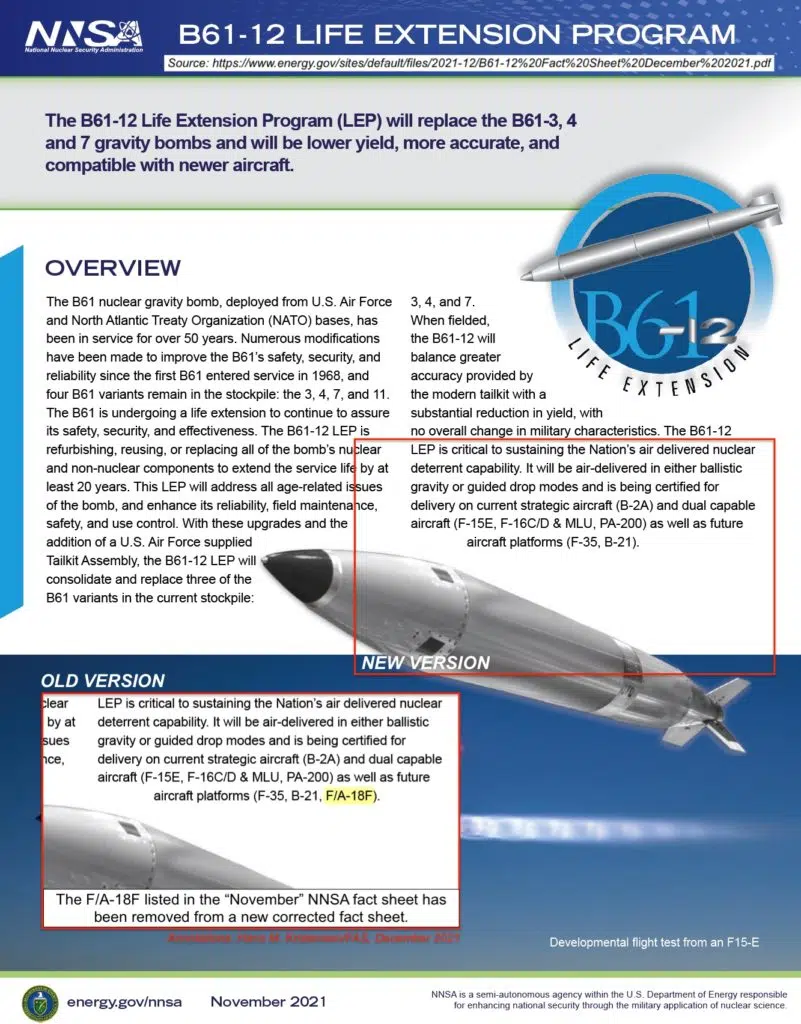 NNSA
National Nuclear Security Administration
B61-12 LIFE EXTENSION PROGRAM
Source: https://www.energy.gov/sites/default/files/2021-12/B61-12%20Fact%20Sheet%20December%202021.pdf
The B61-12 Life Extension Program (LEP) will replace the B61-3, 4
and 7 gravity bombs and will be lower yield, more accurate, and
compatible with newer aircraft.
B61-12
LIFE EXTENSION
OVERVIEW
The B61 nuclear gravity bomb, deployed from U.S. Air Force
and North Atlantic Treaty Organization (NATO) bases, has
been in service for over 50 years. Numerous modifications
have been made to improve the B61's safety, security, and
reliability since the first B61 entered service in 1968, and
four B61 variants remain in the stockpile: the 3, 4, 7, and 11.
The B61 is undergoing a life extension to continue to assure
its safety, security, and effectiveness. The B61-12 LEP is
refurbishing, reusing, or replacing all of the bomb's nuclear
and non-nuclear components to extend the service life by at
least 20 years. This LEP will address all age-related issues
of the bomb, and enhance its reliability, field maintenance,
safety, and use control. With these upgrades and the
addition of a U.S. Air Force supplied
Tailkit Assembly, the B61-12 LEP will
consolidate and replace three of the
B61 variants in the current stockpile:
3, 4, and 7.
When fielded,
the B61-12 will
balance greater
accuracy provided by
the modern tailkit with a
substantial reduction in yield, with
no overall change in military characteristics. The B61-12
LEP is critical to sustaining the Nation's air delivered nuclear
deterrent capability. It will be air-delivered in either ballistic
gravity or guided drop modes and is being certified for
delivery on current strategic aircraft (B-2A) and dual capable
aircraft (F-15E, F-16C/D & MLU, PA-200) as well as future
aircraft platforms (F-35, B-21).
NEW VERSION
OLD VERSION
clear
by at
sues
nce,
LEP is critical to sustaining the Nation's air delivered nuclear
deterrent capability. It will be air-delivered in either ballistic
gravity or guided drop modes and is being certified for
delivery on current strategic aircraft (B-2A) and dual capable
aircraft (F-15E, F-16C/D & MLU, PA-200) as well as future
aircraft platforms (F-35, B-21, F/A-18F).
The F/A-18F listed in the “November” NNSA fact sheet has
been removed from a new corrected fact sheet.
Annotations: Hans M. Kristensen/FAS, December 2021
Developmental flight test from an F15-E
energy.gov/nnsa
November 2021
NNSA is a semi-autonomous agency within the U.S. Department of Energy responsible
for enhancing national security through the military application of nuclear science.